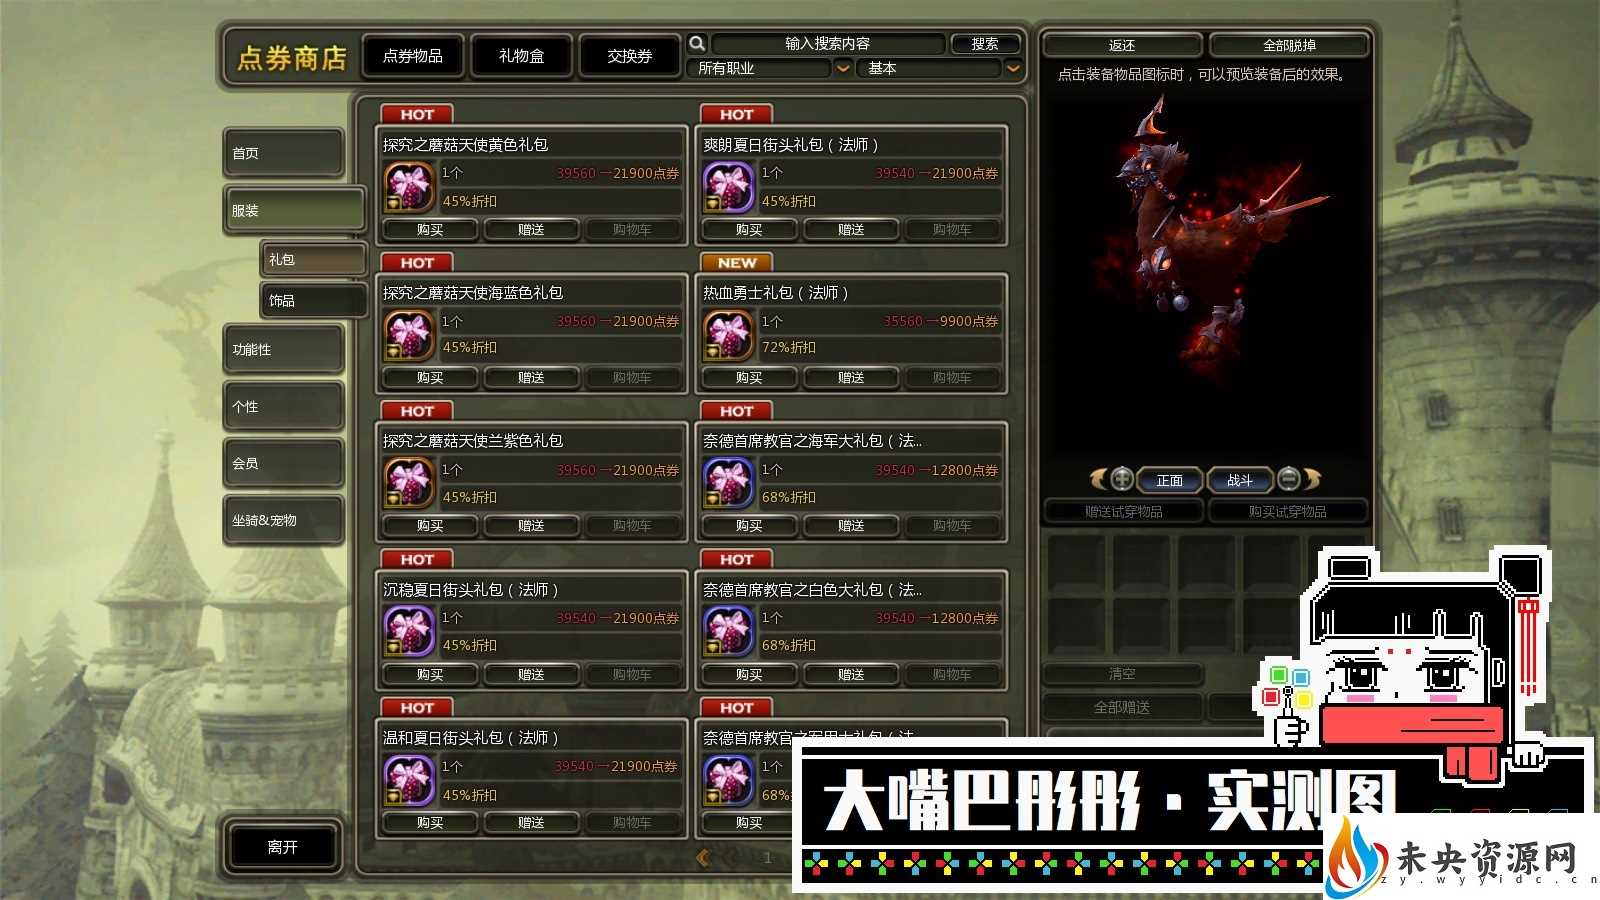 点券商店
点券物品
礼物盒
交换券
输入搜索内容
搜索
所有职业
基本
返还
全部脱掉
点击装备物品图标时，可以预览装备后的效果。
首页
服装
礼包
饰品
功能性
个性
会员
坐骑&宠物
离开
HOT
探究之蘑菇天使黄色礼包
1个
39560→21900点券
45%折扣
购买
赠送
购物车
HOT
爽朗夏日街头礼包（法师）
1个
39540→21900点券
45%折扣
购买
赠送
购物车
HOT
探究之蘑菇天使海蓝色礼包
1个
39560→21900点券
45%折扣
购买
赠送
购物车
NEW
热血勇士礼包（法师）
1个
35560→9900点券
72%折扣
购买
赠送
购物车
HOT
探究之蘑菇天使兰紫色礼包
1个
39560→21900点券
45%折扣
购买
赠送
购物车
HOT
奈德首席教官之海军大礼包（法...
1个
39540→12800点券
68%折扣
购买
赠送
购物车
HOT
沉稳夏日街头礼包（法师）
1个
39540→21900点券
45%折扣
购买
赠送
购物车
HOT
奈德首席教官之白色大礼包（法...
1个
39540→12800点券
68%折扣
购买
赠送
购物车
HOT
温和夏日街头礼包（法师）
1个
39540→21900点券
45%折扣
购买
赠送
购物车
HOT
奈德首席教官之军用大礼包（法
1个
68%
购买
1
正面
战斗
赠送试穿物品
购买试穿物品
清空
全部赠送
大嘴巴彤彤·实测图
未央资源网
zy.wyyidc.cn